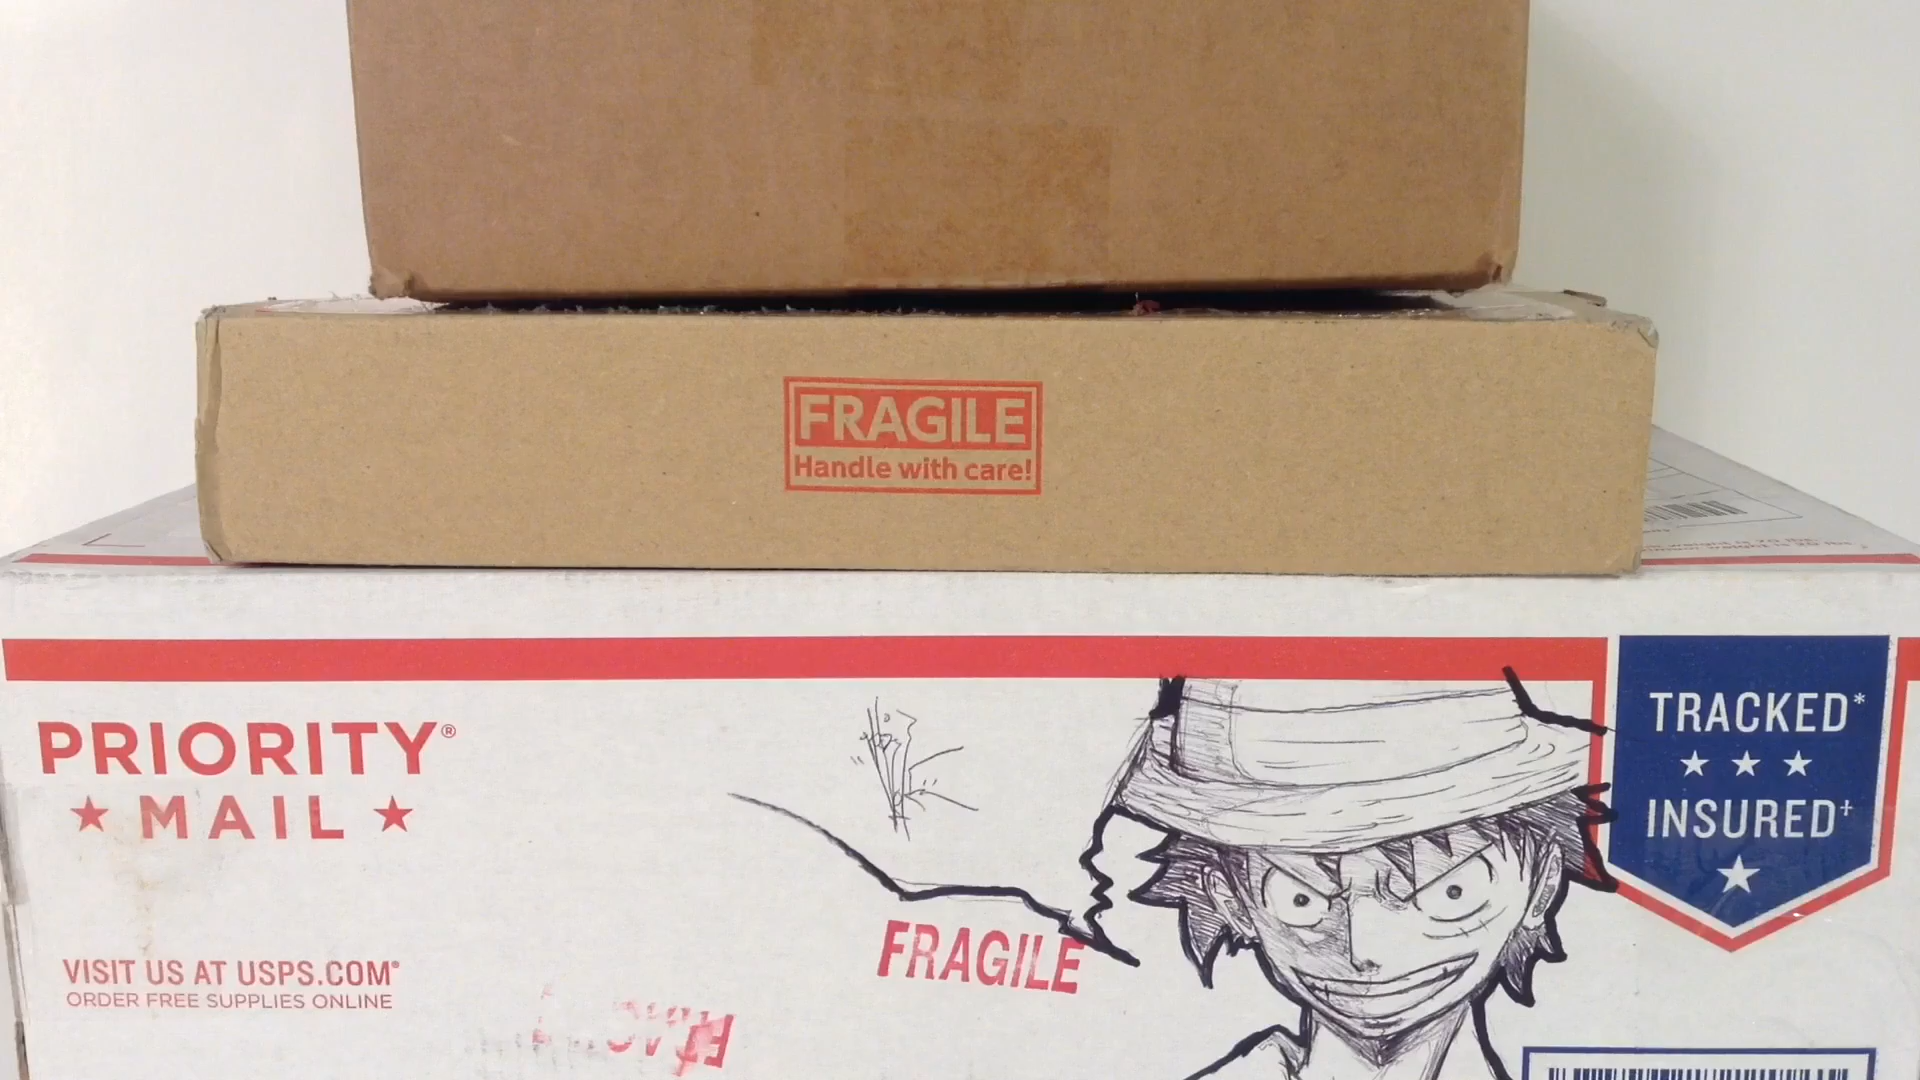 FRAGILE
Handle with care!
PRIORITY®
★ MAIL ★
TRACKED*
★ ★ ★
INSURED†
★
VISIT US AT USPS.COM®
ORDER FREE SUPPLIES ONLINE
FRAGILE